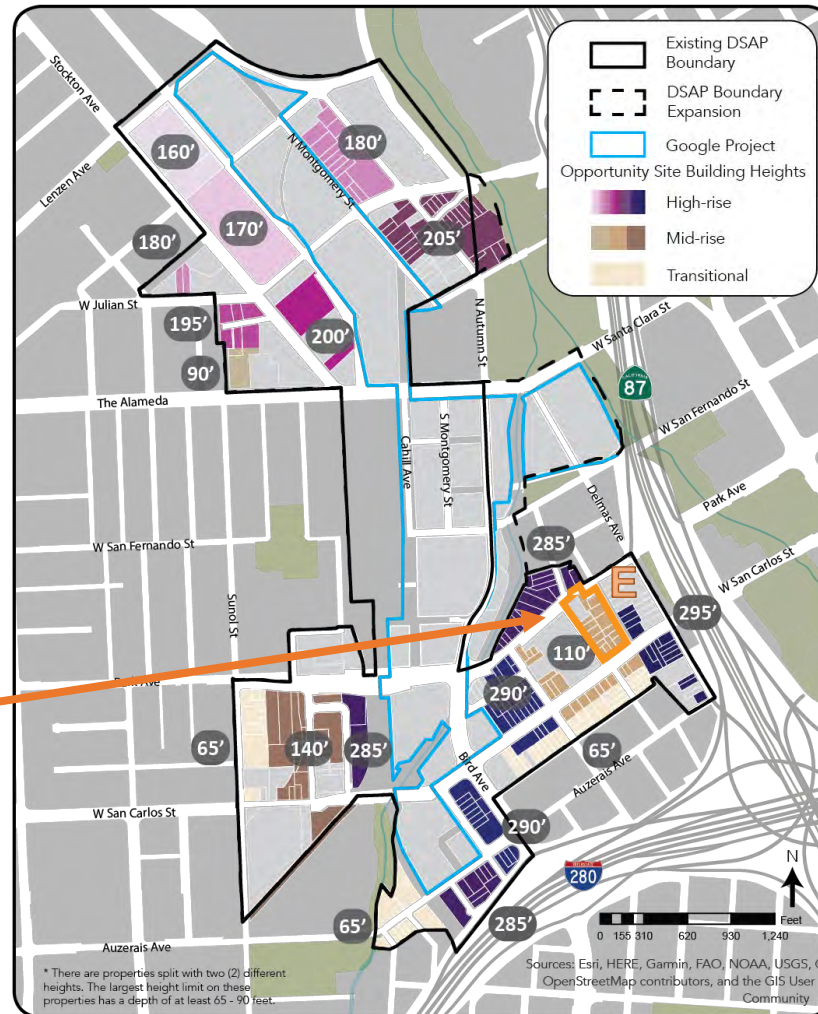 Existing DSAP
Boundary
DSAP Boundary
Expansion
Google Project
Opportunity Site Building Heights
High-rise
Mid-rise
Transitional
Stockton Ave
Lenzen Ave
N Montgomery St
160'
180'
170'
205'
180'
W Julian St
195'
200'
90'
N Autumn St
W Santa Clara St
CALIFORNIA
87
The Alameda
Cahill Ave
S Montgomery St
W San Fernando St
Park Ave
Delmas Ave
W San Fernando St
W San Carlos St
Sunol St
285'
E
295'
110'
290'
65'
140'
285'
65'
Bird Ave
Auzerais Ave
W San Carlos St
290'
280
N
65'
285'
Feet
0 155 310 620 930 1,240
Auzerais Ave
* There are properties split with two (2) different
heights. The largest height limit on these
properties has a depth of at least 65 - 90 feet.
Sources: Esri, HERE, Garmin, FAO, NOAA, USGS,
OpenStreetMap contributors, and the GIS User
Community